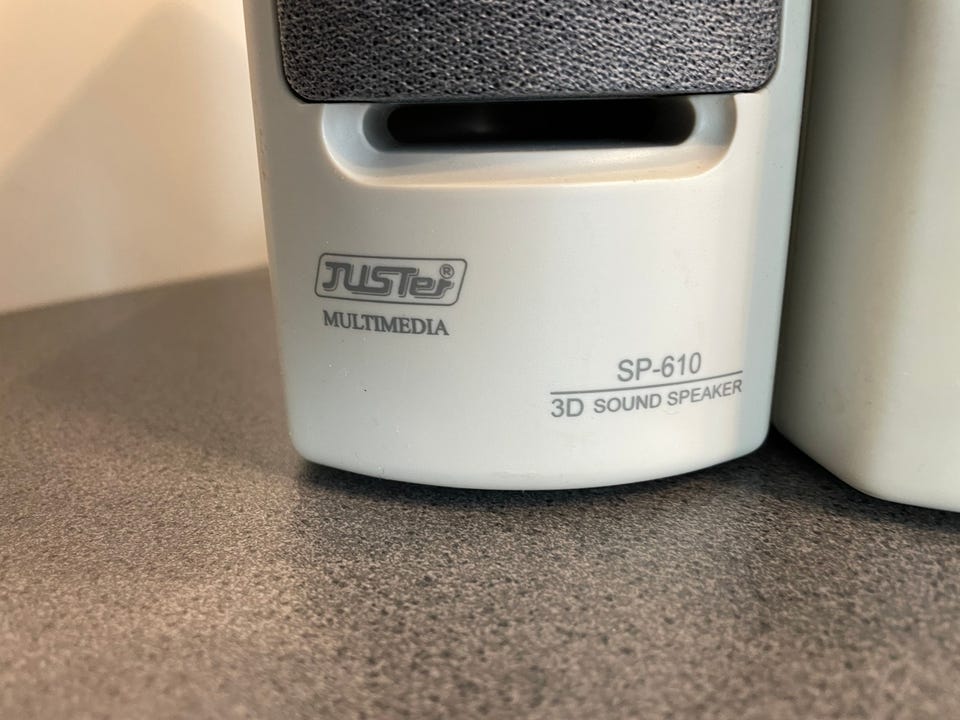 JUSTer®
MULTIMEDIA
SP-610
3D SOUND SPEAKER